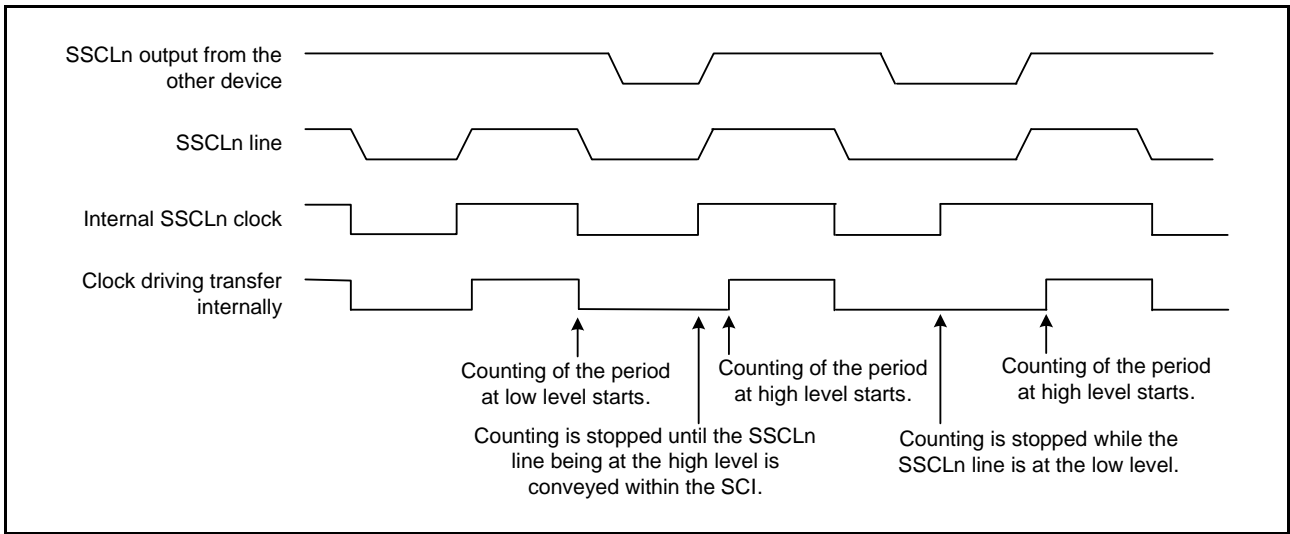 SSCLn output from the
other device
SSCLn line
Internal SSCLn clock
Clock driving transfer
internally
Counting of the period
at low level starts.
Counting of the period
at high level starts.
Counting of the period
at high level starts.
Counting is stopped until the SSCLn
line being at the high level is
conveyed within the SCI.
Counting is stopped while the
SSCLn line is at the low level.